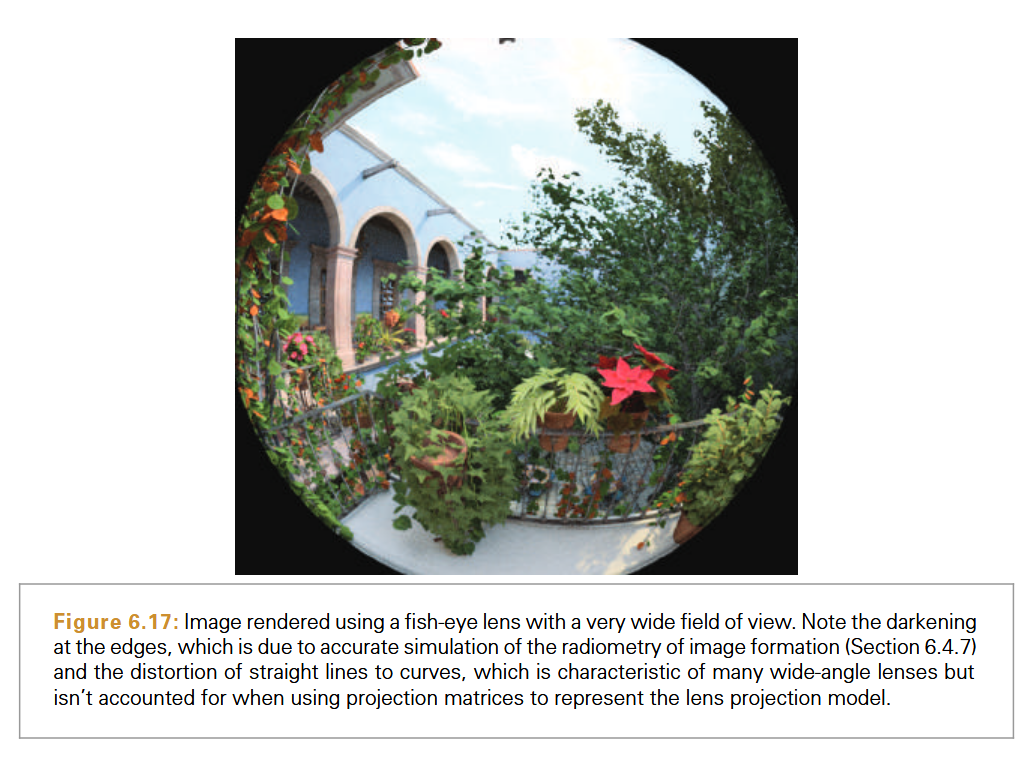 Figure 6.17: Image rendered using a fish-eye lens with a very wide field of view. Note the darkening
at the edges, which is due to accurate simulation of the radiometry of image formation (Section 6.4.7)
and the distortion of straight lines to curves, which is characteristic of many wide-angle lenses but
isn’t accounted for when using projection matrices to represent the lens projection model.